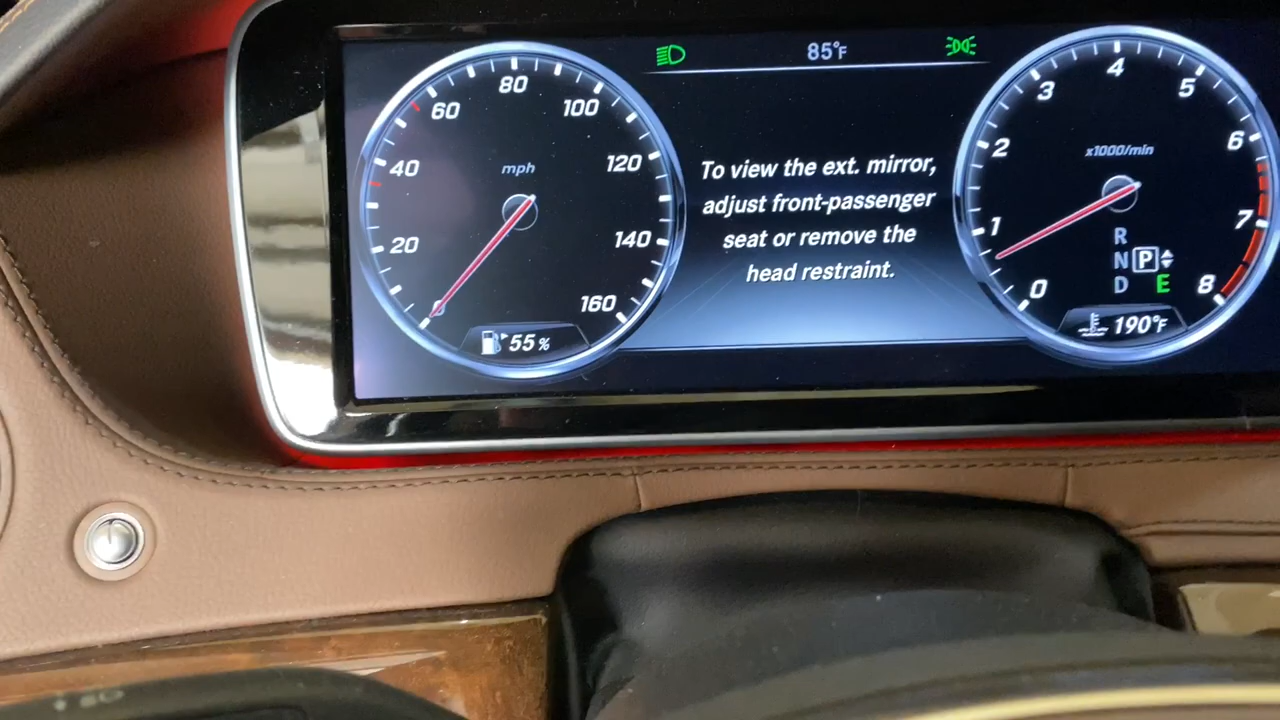 85°F
80
60
100
40
120
mph
20
140
160
55%
To view the ext. mirror,
adjust front-passenger
seat or remove the
head restraint.
4
3
5
2
6
x1000/min
1
7
R
N P
D E
0
8
190°F